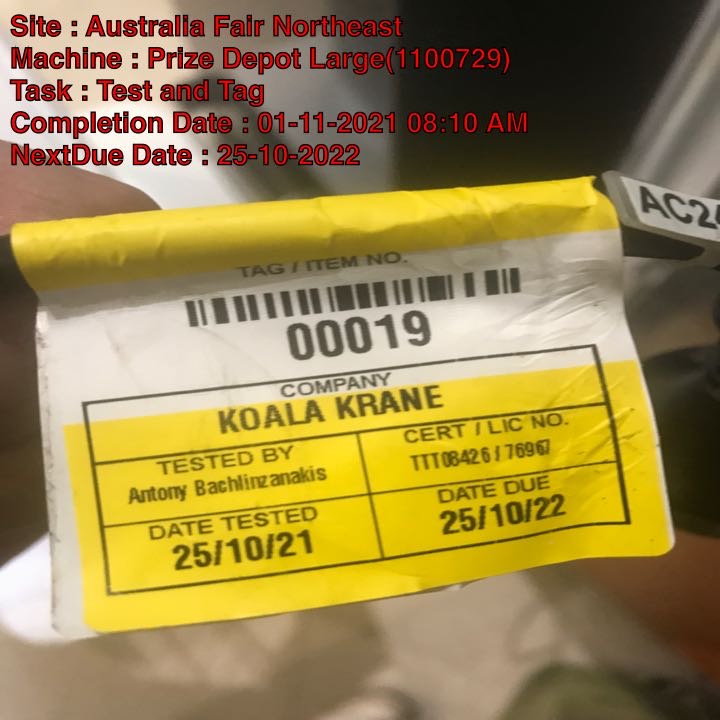 Site : Australia Fair Northeast
Machine : Prize Depot Large(1100729)
Task : Test and Tag
Completion Date : 01-11-2021 08:10 AM
NextDue Date : 25-10-2022
AC24
TAG / ITEM NO.
00019
COMPANY
KOALA KRANE
TESTED BY
Antony Bachlinzanakis
CERT / LIC NO.
TTT08426 / 76967
DATE TESTED
25/10/21
DATE DUE
25/10/22